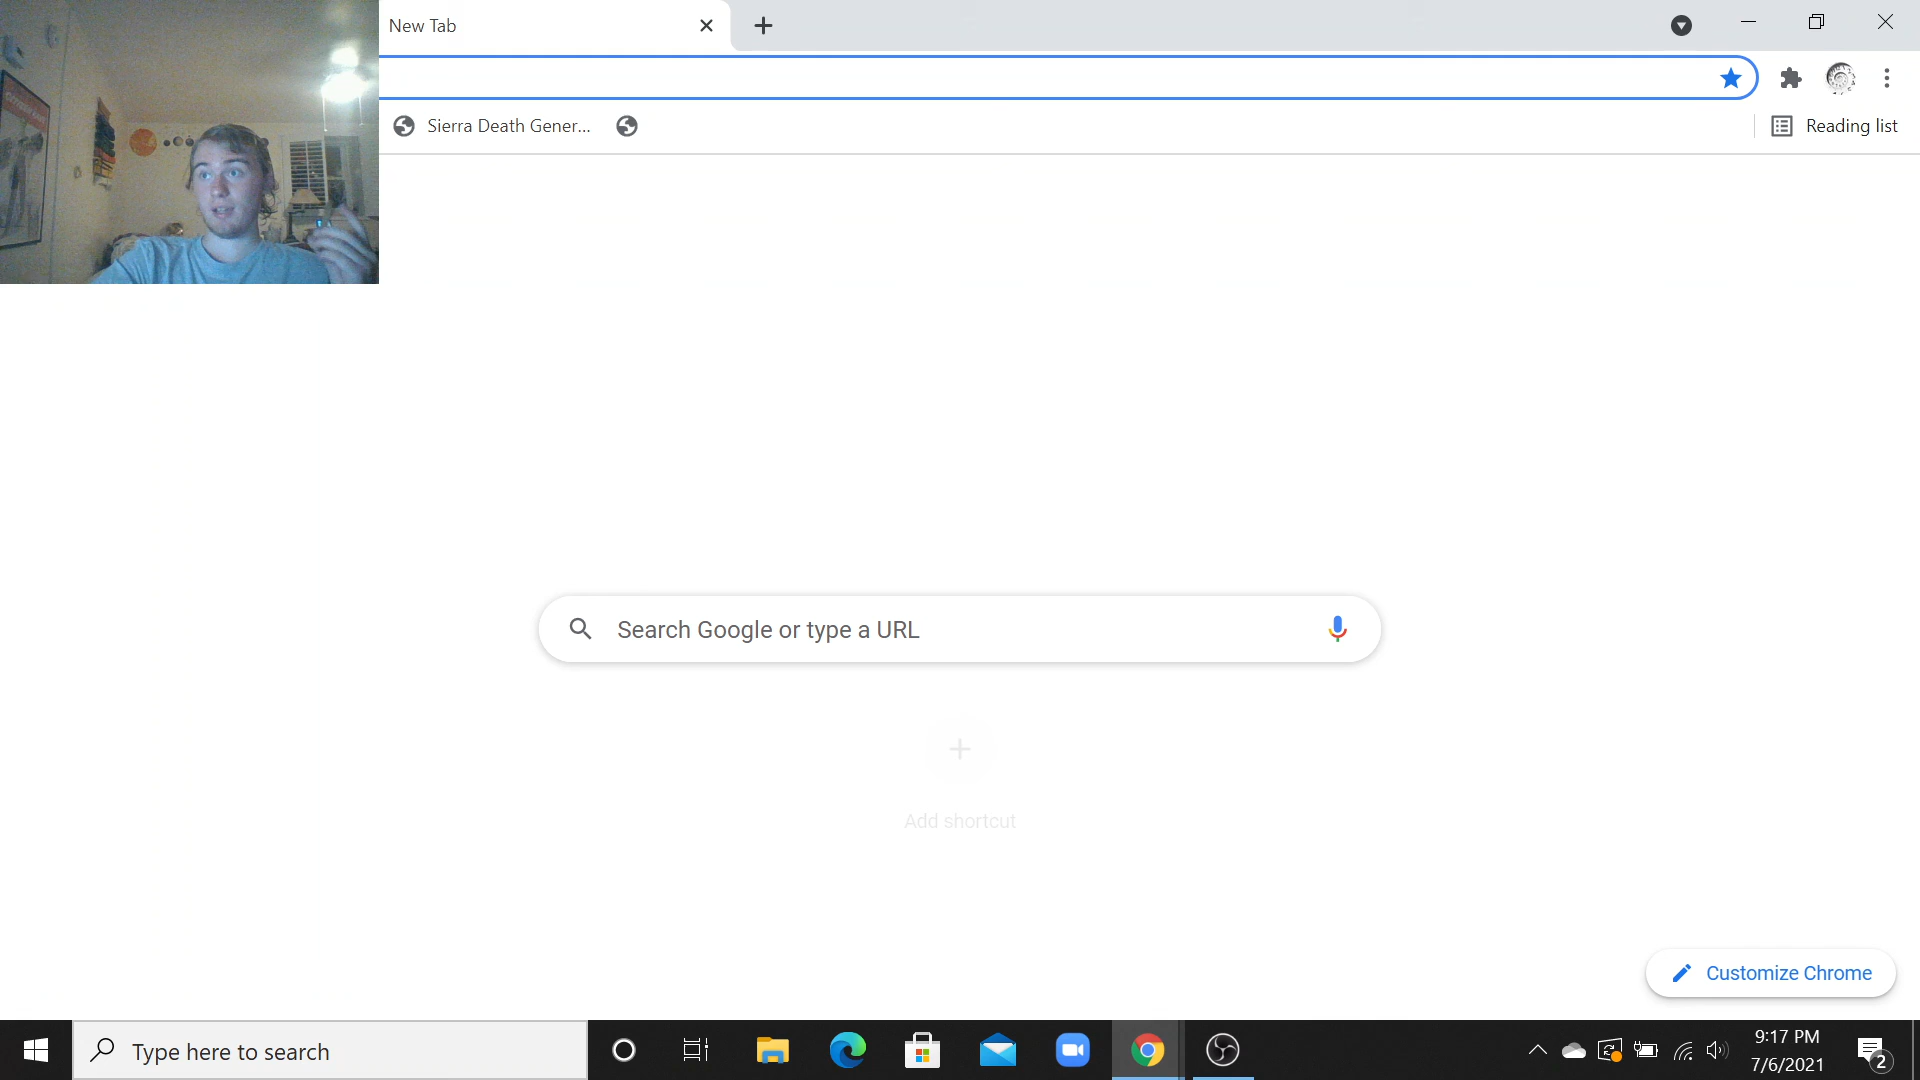 New Tab
Sierra Death Gener...
Reading list
Search Google or type a URL
Add shortcut
Customize Chrome
Type here to search
9:17 PM
7/6/2021
2